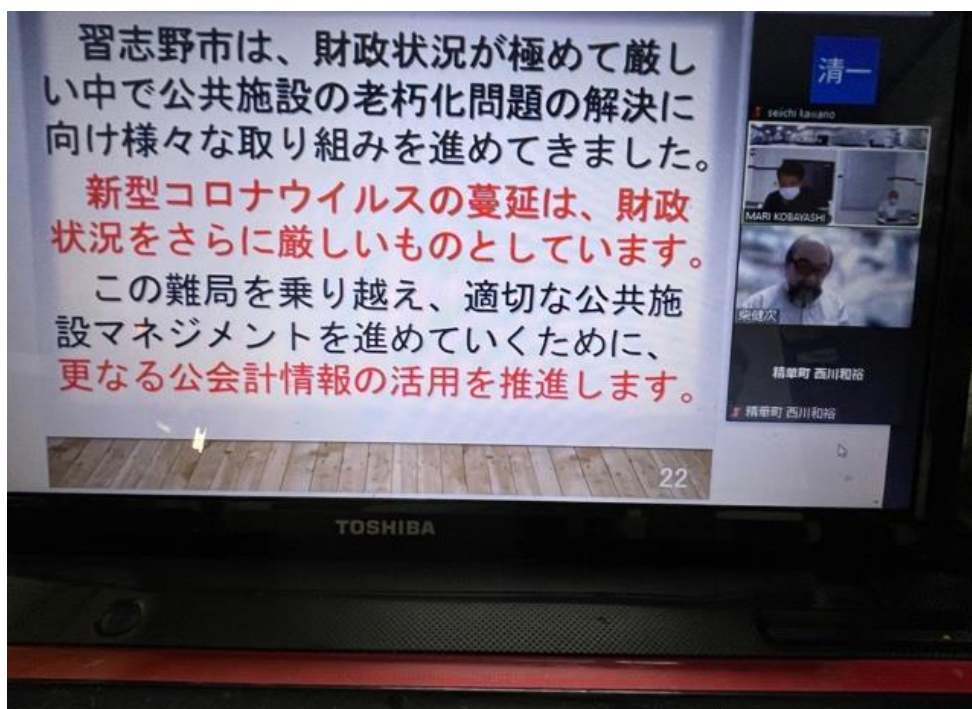 習志野市は、財政状況が極めて厳し
い中で公共施設の老朽化問題の解決に
向け様々な取り組みを進めてきました。
新型コロナウイルスの蔓延は、財政
状況をさらに厳しいものとしています。
この難局を乗り越え、適切な公共施
設マネジメントを進めていくために、
更なる公会計情報の活用を推進します。
22
清一
seiichi kawano
MARI KOBAYASHI
柴健次
精華町 西川和裕
精華町 西川和裕
TOSHIBA